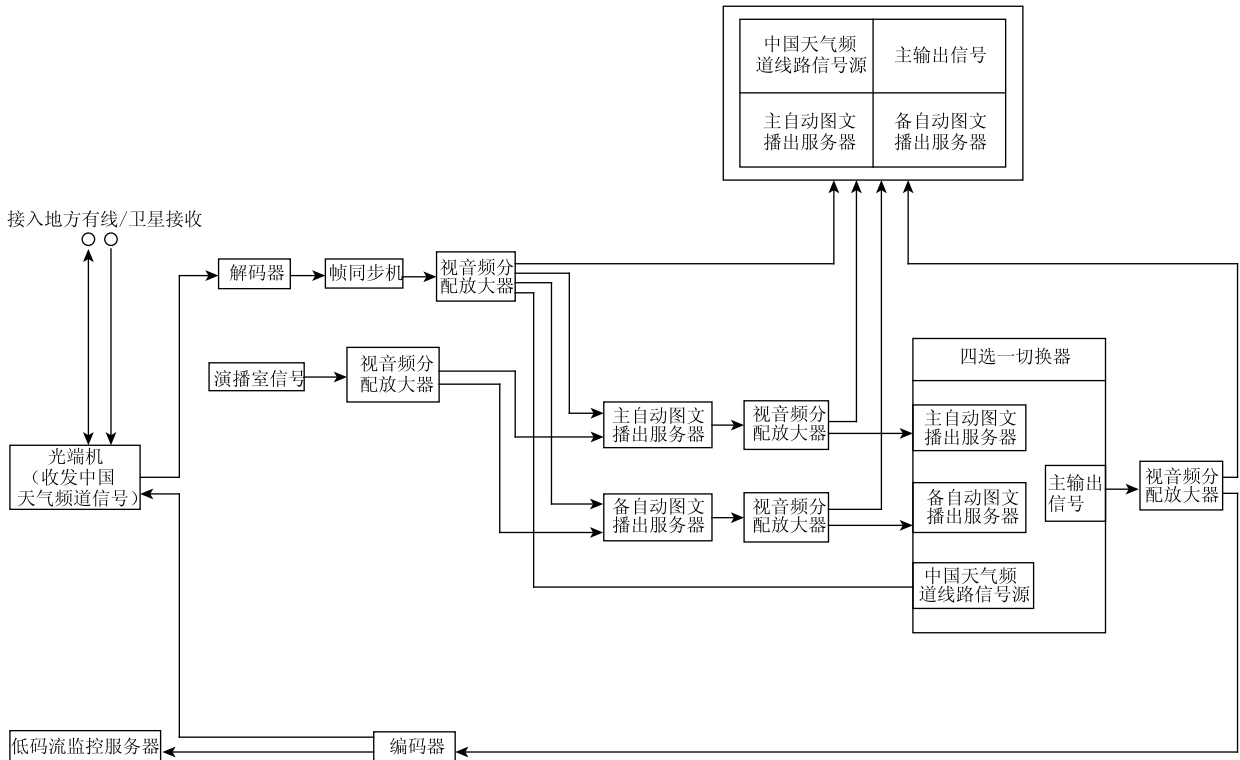 中国天气频
道线路信号源
主输出信号
主自动图文
播出服务器
备自动图文
播出服务器
接入地方有线/卫星接收
解码器
帧同步机
视音频分
配放大器
演播室信号
视音频分
配放大器
四选一切换器
主自动图文
播出服务器
视音频分
配放大器
主自动图文
播出服务器
光端机
(收发中国
天气频道信号)
主输出
信号
视音频分
配放大器
备自动图文
播出服务器
视音频分
配放大器
备自动图文
播出服务器
中国天气频
道线路信号源
低码流监控服务器
编码器